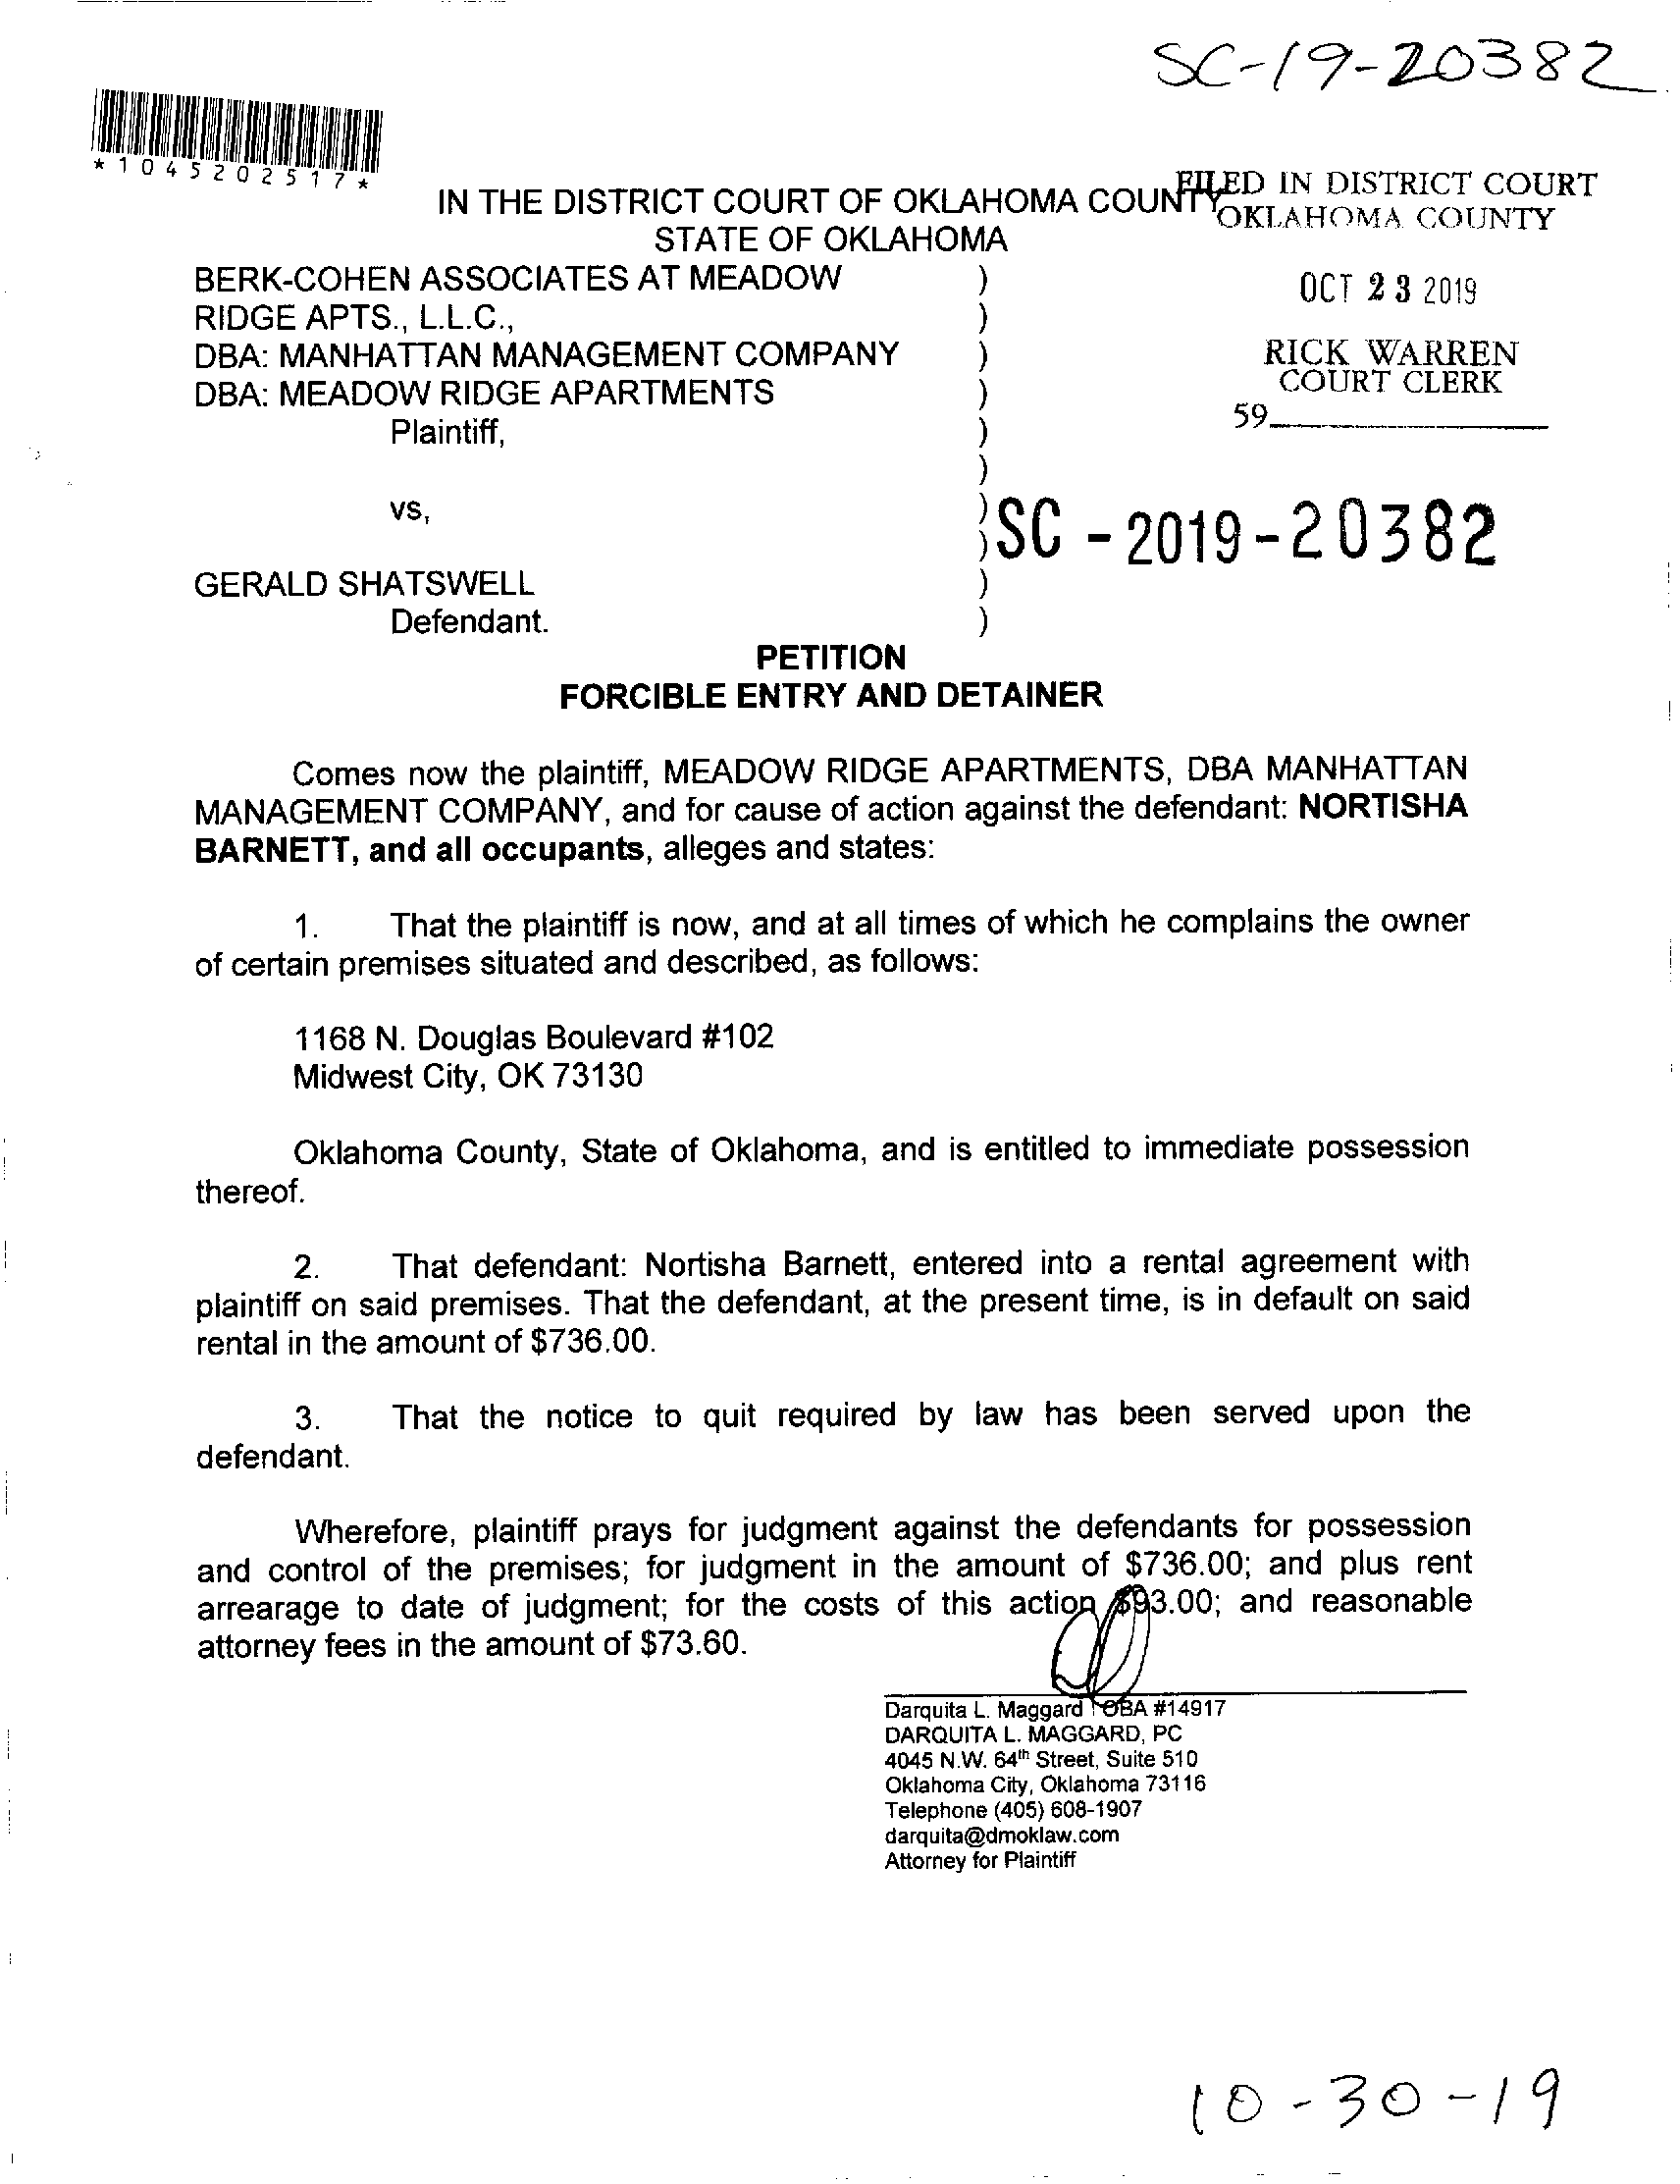 SC-19-20382
*1045202517*
IN THE DISTRICT COURT OF OKLAHOMA COUNTY
STATE OF OKLAHOMA
FILED IN DISTRICT COURT
OKLAHOMA COUNTY
OCT 23 2019
RICK WARREN
COURT CLERK
59
BERK-COHEN ASSOCIATES AT MEADOW )
RIDGE APTS., L.L.C., )
DBA: MANHATTAN MANAGEMENT COMPANY )
DBA: MEADOW RIDGE APARTMENTS )
Plaintiff, )
)
vs, )
)
SC - 2019-20382
GERALD SHATSWELL )
Defendant. )
PETITION
FORCIBLE ENTRY AND DETAINER
Comes now the plaintiff, MEADOW RIDGE APARTMENTS, DBA MANHATTAN
MANAGEMENT COMPANY, and for cause of action against the defendant: NORTISHA
BARNETT, and all occupants, alleges and states:
1. That the plaintiff is now, and at all times of which he complains the owner
of certain premises situated and described, as follows:
1168 N. Douglas Boulevard #102
Midwest City, OK 73130
Oklahoma County, State of Oklahoma, and is entitled to immediate possession
thereof.
2. That defendant: Nortisha Barnett, entered into a rental agreement with
plaintiff on said premises. That the defendant, at the present time, is in default on said
rental in the amount of $736.00.
3. That the notice to quit required by law has been served upon the
defendant.
Wherefore, plaintiff prays for judgment against the defendants for possession
and control of the premises; for judgment in the amount of $736.00; and plus rent
arrearage to date of judgment; for the costs of this action $93.00; and reasonable
attorney fees in the amount of $73.60.
Darquita L. Maggard OBA #14917
DARQUITA L. MAGGARD, PC
4045 N.W. 64th Street, Suite 510
Oklahoma City, Oklahoma 73116
Telephone (405) 608-1907
darquita@dmoklaw.com
Attorney for Plaintiff
10-30-19